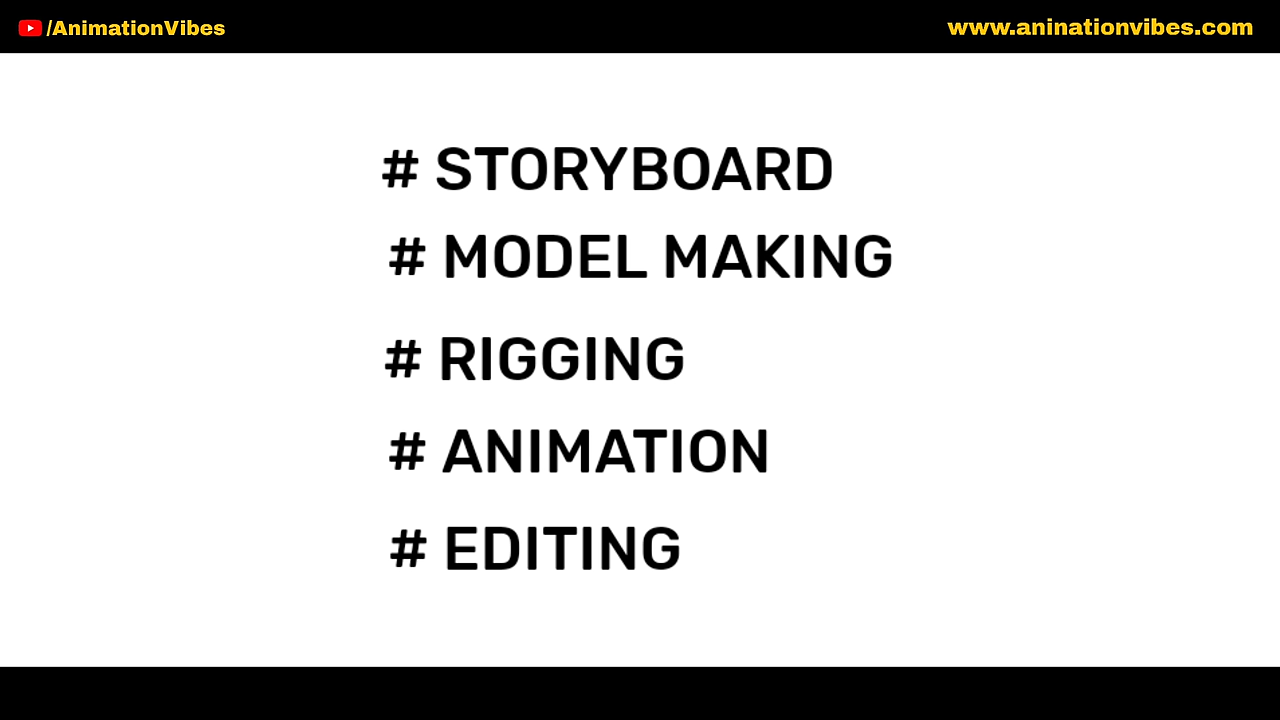 /AnimationVibes
www.aninationvibes.com
# STORYBOARD
# MODEL MAKING
# RIGGING
# ANIMATION
# EDITING